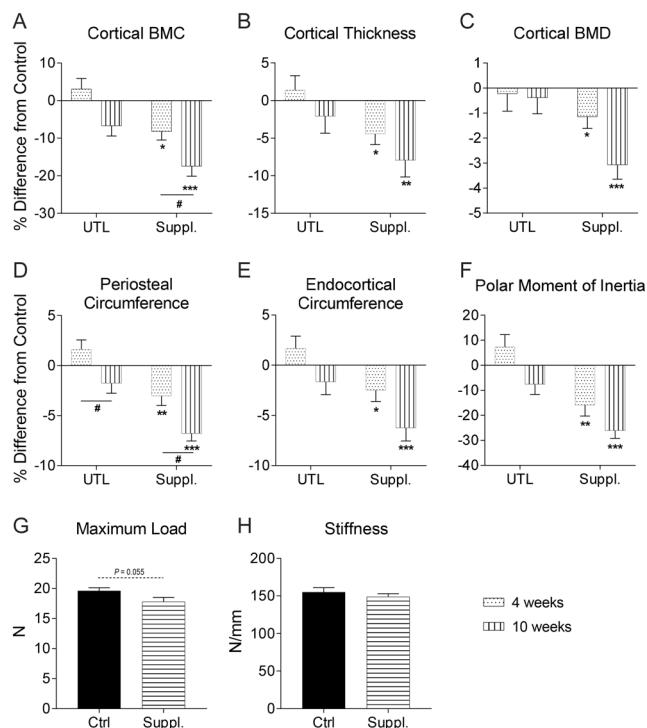 A
Cortical BMC
% Difference from Control
10
0
-10
-20
-30
*
***
#
UTL
Suppl.
B
Cortical Thickness
5
0
-5
-10
-15
*
**
UTL
Suppl.
C
Cortical BMD
0
-1
-2
-3
-4
-5
*
***
UTL
Suppl.
D
Periosteal
Circumference
% Difference from Control
5
0
-5
-10
#
**
***
#
UTL
Suppl.
E
Endocortical
Circumference
5
0
-5
-10
*
***
UTL
Suppl.
F
Polar Moment of Inertia
20
10
0
-10
-20
-30
-40
**
***
UTL
Suppl.
G
Maximum Load
N
25
20
15
10
5
0
P = 0.055
Ctrl
Suppl.
H
Stiffness
N/mm
200
150
100
50
0
Ctrl
Suppl.
4 weeks
10 weeks